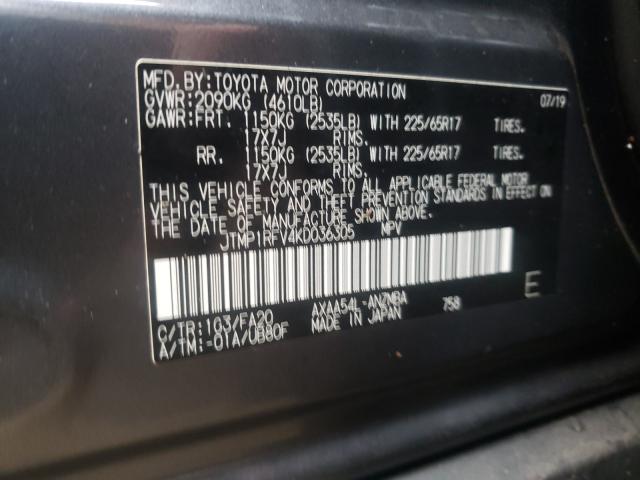 MFD.BY:TOYOTA MOTOR CORPORATION 07/19
GVWR:2090KG (4610LB)
GAWR:FRT. 1150KG (2535LB) WITH 225/65R17 TIRES.
17X7J RIMS.
RR. 1150KG (2535LB) WITH 225/65R17 TIRES.
17X7J RIMS.
THIS VEHICLE CONFORMS TO ALL APPLICABLE FEDERAL MOTOR
VEHICLE SAFETY AND THEFT PREVENTION STANDARDS IN EFFECT ON
THE DATE OF MANUFACTURE SHOWN ABOVE.
JTMP1RFV4KD036305 MPV
E
C/TR:1G3/FA20 AXAA54L-ANZMBA 758
A/TM:-01A/UB80F MADE IN JAPAN